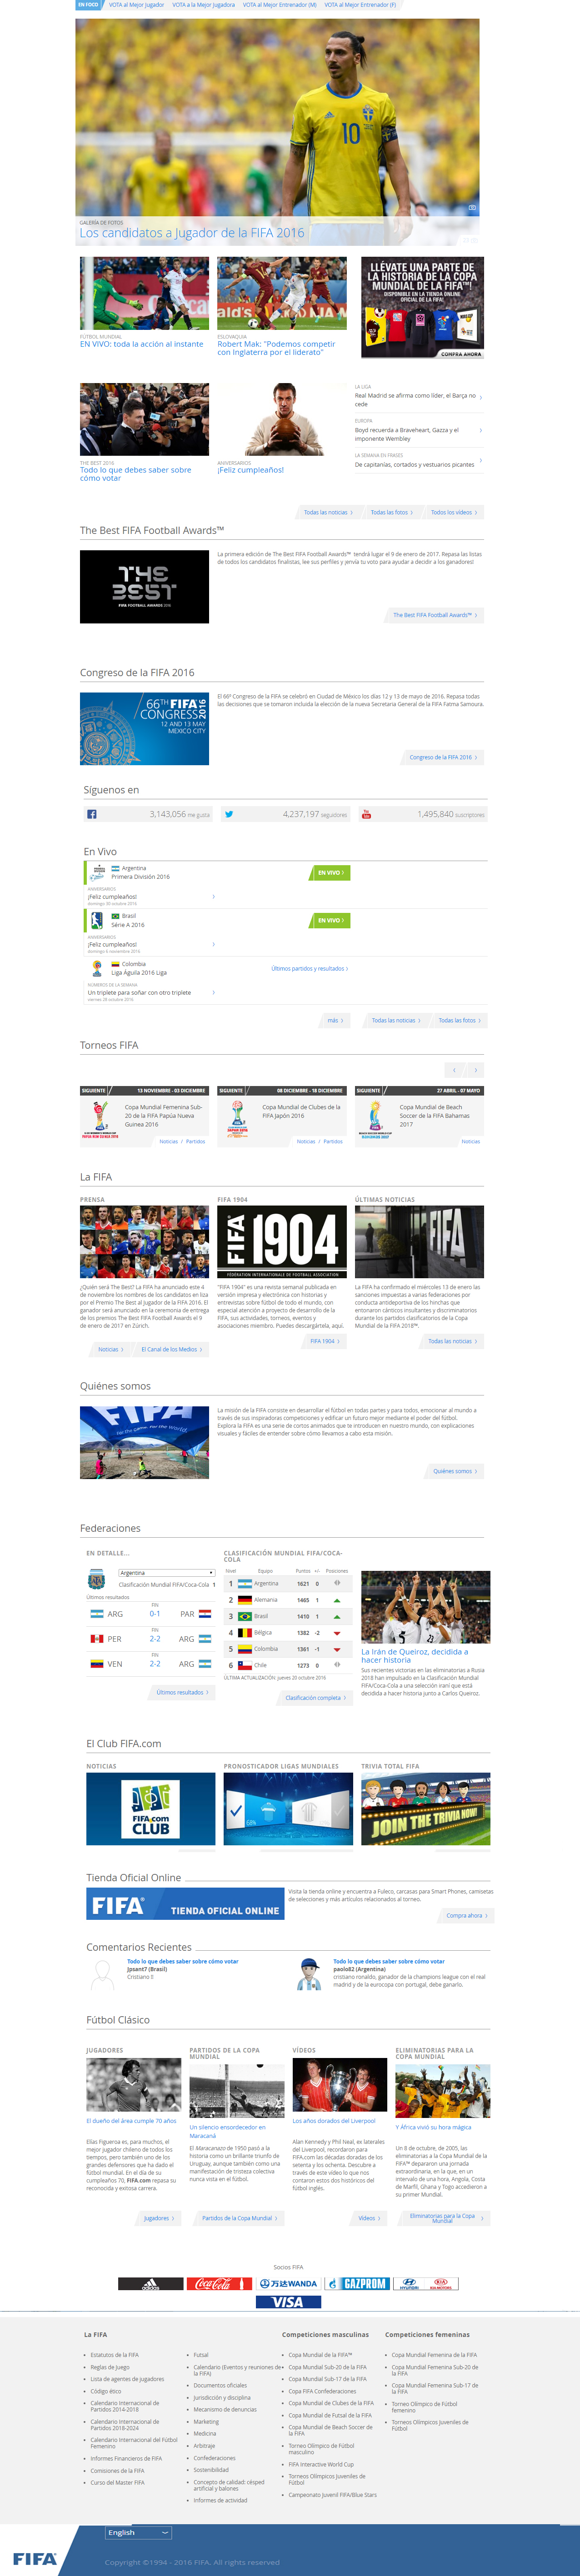 EN FOCO VOTA al Mejor Jugador VOTA a la Mejor Jugadora VOTA al Mejor Entrenador (M) VOTA al Mejor Entrenador (F)
10
GALERÍA DE FOTOS
Los candidatos a Jugador de la FIFA 2016
FÚTBOL MUNDIAL
EN VIVO: toda la acción al instante
ESLOVAQUIA
Robert Mak: "Podemos competir
con Inglaterra por el liderato"
LLÉVATE UNA PARTE DE
LA HISTORIA DE LA COPA
MUNDIAL DE LA FIFA™!
DISPONIBLE EN LA TIENDA ONLINE
OFICIAL DE LA FIFA!
COMPRA AHORA
THE BEST 2016
Todo lo que debes saber sobre
cómo votar
ANIVERSARIOS
¡Feliz cumpleaños!
LA LIGA
Real Madrid se afirma como líder, el Barça no
cede
EUROPA
Boyd recuerda a Braveheart, Gazza y el
imponente Wembley
LA SEMANA EN FRASES
De capitanías, cortados y vestuarios picantes
Todas las noticias
Todas las fotos
Todos los vídeos
The Best FIFA Football Awards™
THE BEST
FIFA FOOTBALL AWARDS 2016
La primera edición de The Best FIFA Football Awards™ tendrá lugar el 9 de enero de 2017. Repasa las listas
de todos los candidatos finalistas, lee sus perfiles y ¡envía tu voto para ayudar a decidir a los ganadores!
The Best FIFA Football Awards™
Congreso de la FIFA 2016
66TH FIFA
CONGRESS 2016
12 AND 13 MAY
MEXICO CITY
El 66º Congreso de la FIFA se celebró en Ciudad de México los días 12 y 13 de mayo de 2016. Repasa todas
las decisiones que se tomaron incluida la elección de la nueva Secretaria General de la FIFA Fatma Samoura.
Congreso de la FIFA 2016
Síguenos en
3,143,056 me gusta
4,237,197 seguidores
1,495,840 suscriptores
En Vivo
Argentina
Primera División 2016
EN VIVO
ANIVERSARIOS
¡Feliz cumpleaños!
domingo 30 octubre 2016
Brasil
Série A 2016
EN VIVO
ANIVERSARIOS
¡Feliz cumpleaños!
domingo 6 noviembre 2016
Colombia
Liga Águila 2016 Liga
Últimos partidos y resultados
NÚMEROS DE LA SEMANA
Un triplete para soñar con otro triplete
viernes 28 octubre 2016
más
Todas las noticias
Todas las fotos
Torneos FIFA
SIGUIENTE 13 NOVIEMBRE - 03 DICIEMBRE
Copa Mundial Femenina Sub-
20 de la FIFA Papúa Nueva
Guinea 2016
Noticias / Partidos
SIGUIENTE 08 DICIEMBRE - 18 DICIEMBRE
Copa Mundial de Clubes de la
FIFA Japón 2016
Noticias / Partidos
SIGUIENTE 27 ABRIL - 07 MAYO
Copa Mundial de Beach
Soccer de la FIFA Bahamas
2017
Noticias
La FIFA
PRENSA
¿Quién será The Best? La FIFA ha anunciado este 4
de noviembre los nombres de los candidatos en liza
por el Premio The Best al Jugador de la FIFA 2016. El
ganador será anunciado en la ceremonia de entrega
de los premios The Best FIFA Football Awards el 9
de enero de 2017 en Zúrich.
Noticias
El Canal de los Medios
FIFA 1904
FIFA 1904
FÉDÉRATION INTERNATIONALE DE FOOTBALL ASSOCIATION
"FIFA 1904" es una revista semanal publicada en
versión impresa y electrónica con historias y
entrevistas sobre fútbol de todo el mundo, con
especial atención a proyecto de desarrollo de la
FIFA, sus actividades, torneos, eventos y
asociaciones miembro. Puedes descargártela, aquí.
FIFA 1904
ÚLTIMAS NOTICIAS
FIFA
La FIFA ha confirmado el miércoles 13 de enero las
sanciones impuestas a varias federaciones por
conducta antideportiva de los hinchas que
entonaron cánticos insultantes y discriminatorios
durante los partidos clasificatorios de la Copa
Mundial de la FIFA 2018™.
Todas las noticias
Quiénes somos
FIFA
For the Game. For the World.
La misión de la FIFA consiste en desarrollar el fútbol en todas partes y para todos, emocionar al mundo a
través de sus inspiradoras competiciones y edificar un futuro mejor mediante el poder del fútbol.
Explora la FIFA es una serie de cortos animados que te introducen en nuestro mundo, con explicaciones
visuales y fáciles de entender sobre cómo llevamos a cabo esta misión.
Quiénes somos
Federaciones
EN DETALLE...
Argentina
Clasificación Mundial FIFA/Coca-Cola 1
Últimos resultados
FIN
ARG 0-1 PAR
FIN
PER 2-2 ARG
FIN
VEN 2-2 ARG
Últimos resultados
CLASIFICACIÓN MUNDIAL FIFA/COCA-
COLA
Nivel Equipo Puntos +/- Posiciones
1 Argentina 1621 0
2 Alemania 1465 1
3 Brasil 1410 1
4 Bélgica 1382 -2
5 Colombia 1361 -1
6 Chile 1273 0
ÚLTIMA ACTUALIZACIÓN: jueves 20 octubre 2016
Clasificación completa
La Irán de Queiroz, decidida a
hacer historia
Sus recientes victorias en las eliminatorias a Rusia
2018 han impulsado en la Clasificación Mundial
FIFA/Coca-Cola a una selección iraní que está
decidida a hacer historia junto a Carlos Queiroz.
El Club FIFA.com
NOTICIAS
FIFA.com
CLUB
PRONOSTICADOR LIGAS MUNDIALES
TRIVIA TOTAL FIFA
JOIN THE TRIVIA NOW!
Tienda Oficial Online
FIFA TIENDA OFICIAL ONLINE
Visita la tienda online y encuentra a Fuleco, carcasas para Smart Phones, camisetas
de selecciones y más artículos relacionados al torneo.
Compra ahora
Comentarios Recientes
Todo lo que debes saber sobre cómo votar
Jpsant7 (Brasil)
Cristiano !!
Todo lo que debes saber sobre cómo votar
paolo82 (Argentina)
cristiano ronaldo, ganador de la champions league con el real
madrid y de la eurocopa con portugal, debe ganarlo.
Fútbol Clásico
JUGADORES
El dueño del área cumple 70 años
Elías Figueroa es, para muchos, el
mejor jugador chileno de todos los
tiempos, pero también uno de los
grandes defensores que ha dado el
fútbol mundial. En el día de su
cumpleaños 70, FIFA.com repasa su
reconocida y exitosa carrera.
Jugadores
PARTIDOS DE LA COPA
MUNDIAL
Un silencio ensordecedor en
Maracaná
El Maracanazo de 1950 pasó a la
historia como un brillante triunfo de
Uruguay, aunque también como una
manifestación de tristeza colectiva
nunca vista en el fútbol.
Partidos de la Copa Mundial
VÍDEOS
Los años dorados del Liverpool
Alan Kennedy y Phil Neal, ex laterales
del Liverpool, recordaron para
FIFA.com las décadas doradas de los
setenta y los ochenta. Descubre a
través de este vídeo lo que nos
contaron estos dos históricos del
fútbol inglés.
Vídeos
ELIMINATORIAS PARA LA
COPA MUNDIAL
Y África vivió su hora mágica
Un 8 de octubre, de 2005, las
eliminatorias a la Copa Mundial de la
FIFA™ depararon una jornada
extraordinaria, en la que, en un
intervalo de una hora, Angola, Costa
de Marfil, Ghana y Togo accedieron a
su primer Mundial.
Eliminatorias para la Copa
Mundial
Socios FIFA
adidas Coca-Cola 万达WANDA GAZPROM HYUNDAI KIA MOTORS
VISA
La FIFA
Estatutos de la FIFA
Reglas de Juego
Lista de agentes de jugadores
Código ético
Calendario Internacional de
Partidos 2014-2018
Calendario Internacional de
Partidos 2018-2024
Calendario Internacional del Fútbol
Femenino
Informes Financieros de FIFA
Comisiones de la FIFA
Curso del Master FIFA
Futsal
Calendario (Eventos y reuniones de
la FIFA)
Documentos oficiales
Jurisdicción y disciplina
Mecanismo de denuncias
Marketing
Medicina
Arbitraje
Confederaciones
Sostenibilidad
Concepto de calidad: césped
artificial y balones
Informes de actividad
Competiciones masculinas
Copa Mundial de la FIFA™
Copa Mundial Sub-20 de la FIFA
Copa Mundial Sub-17 de la FIFA
Copa FIFA Confederaciones
Copa Mundial de Clubes de la FIFA
Copa Mundial de Futsal de la FIFA
Copa Mundial de Beach Soccer de
la FIFA
Torneo Olímpico de Fútbol
masculino
FIFA Interactive World Cup
Torneos Olímpicos Juveniles de
Fútbol
Campeonato Juvenil FIFA/Blue Stars
Competiciones femeninas
Copa Mundial Femenina de la FIFA
Copa Mundial Femenina Sub-20 de
la FIFA
Copa Mundial Femenina Sub-17 de
la FIFA
Torneo Olímpico de Fútbol
femenino
Torneos Olímpicos Juveniles de
Fútbol
English
FIFA
Copyright ©1994 - 2016 FIFA. All rights reserved